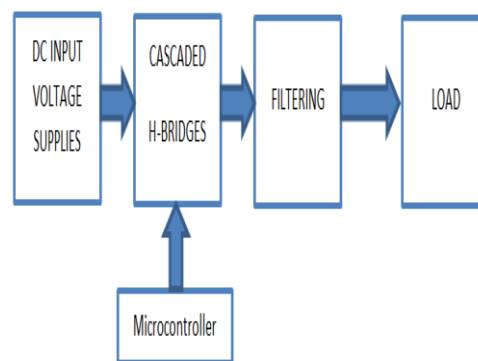 DC INPUT
VOLTAGE
SUPPLIES
CASCADED
H-BRIDGES
FILTERING
LOAD
Microcontroller